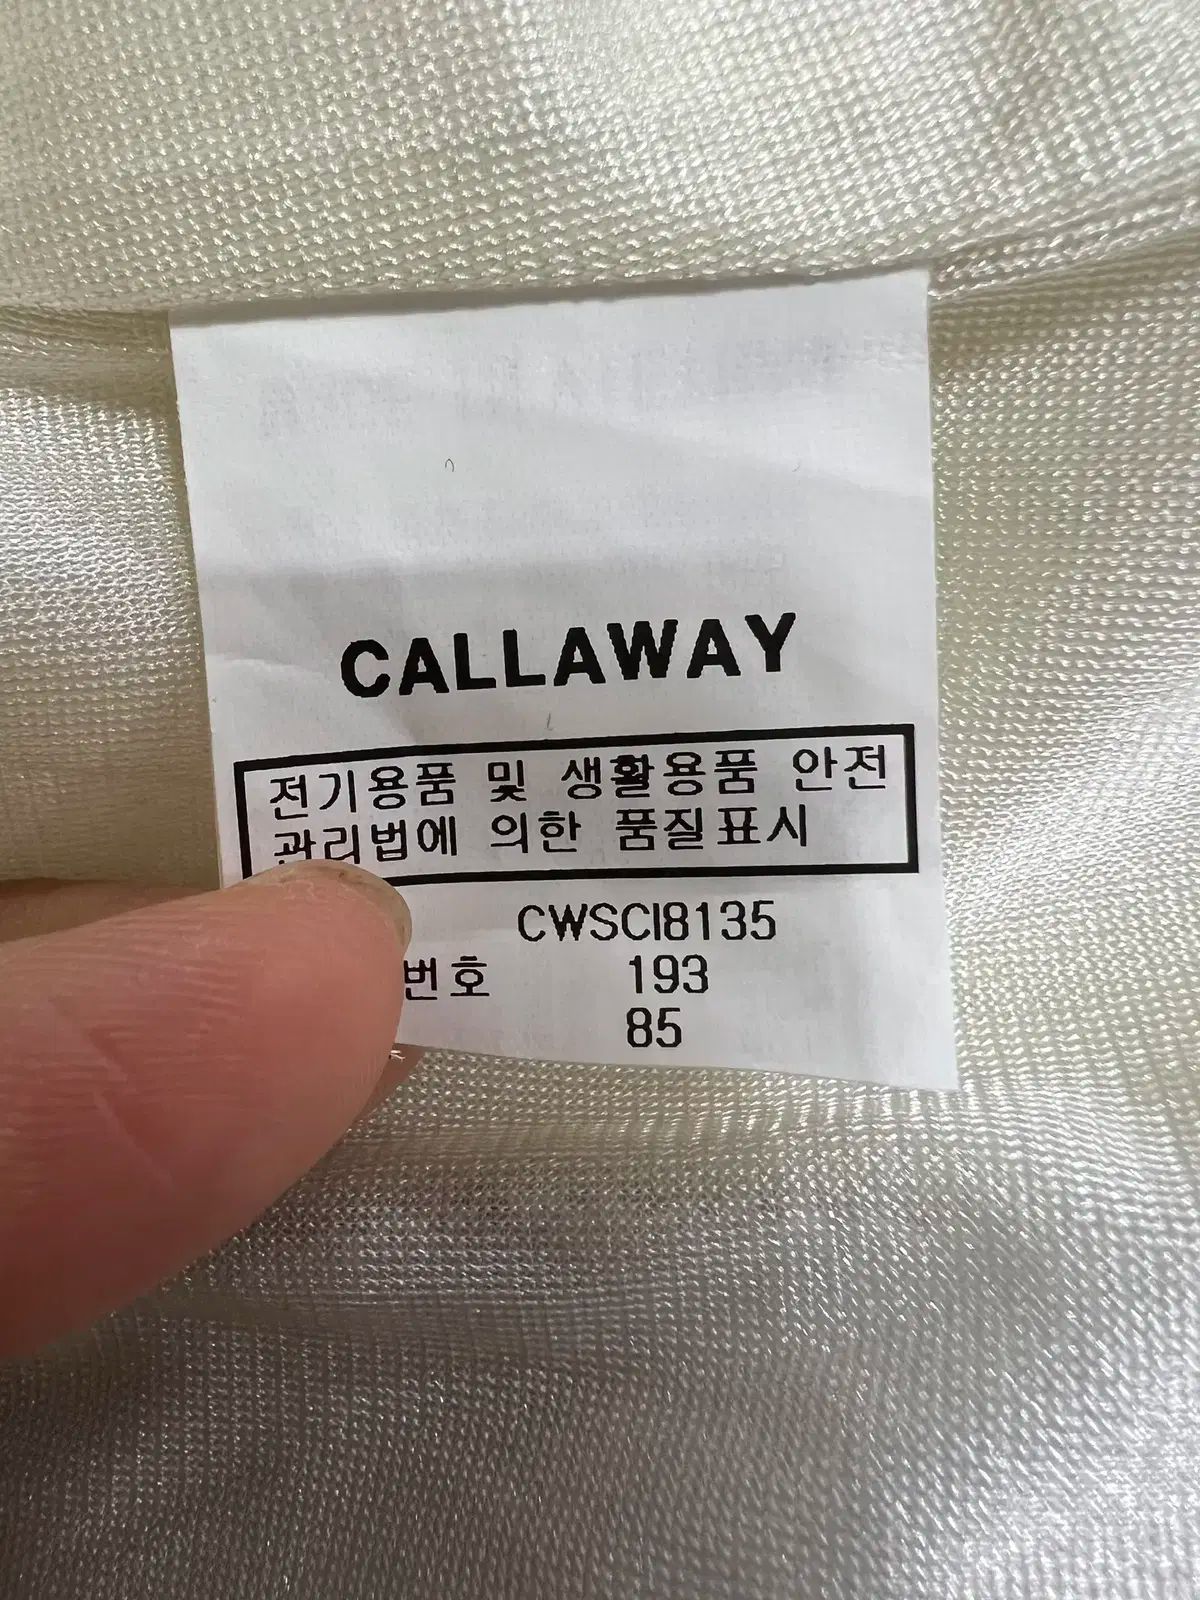 CALLAWAY
전기용품 및 생활용품 안전
관리법에 의한 품질표시
CWSCI8135
번호 193
85